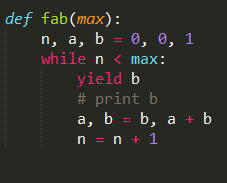 def fab(max):
    n, a, b = 0, 0, 1
    while n < max:
        yield b
        # print b
        a, b = b, a + b
        n = n + 1